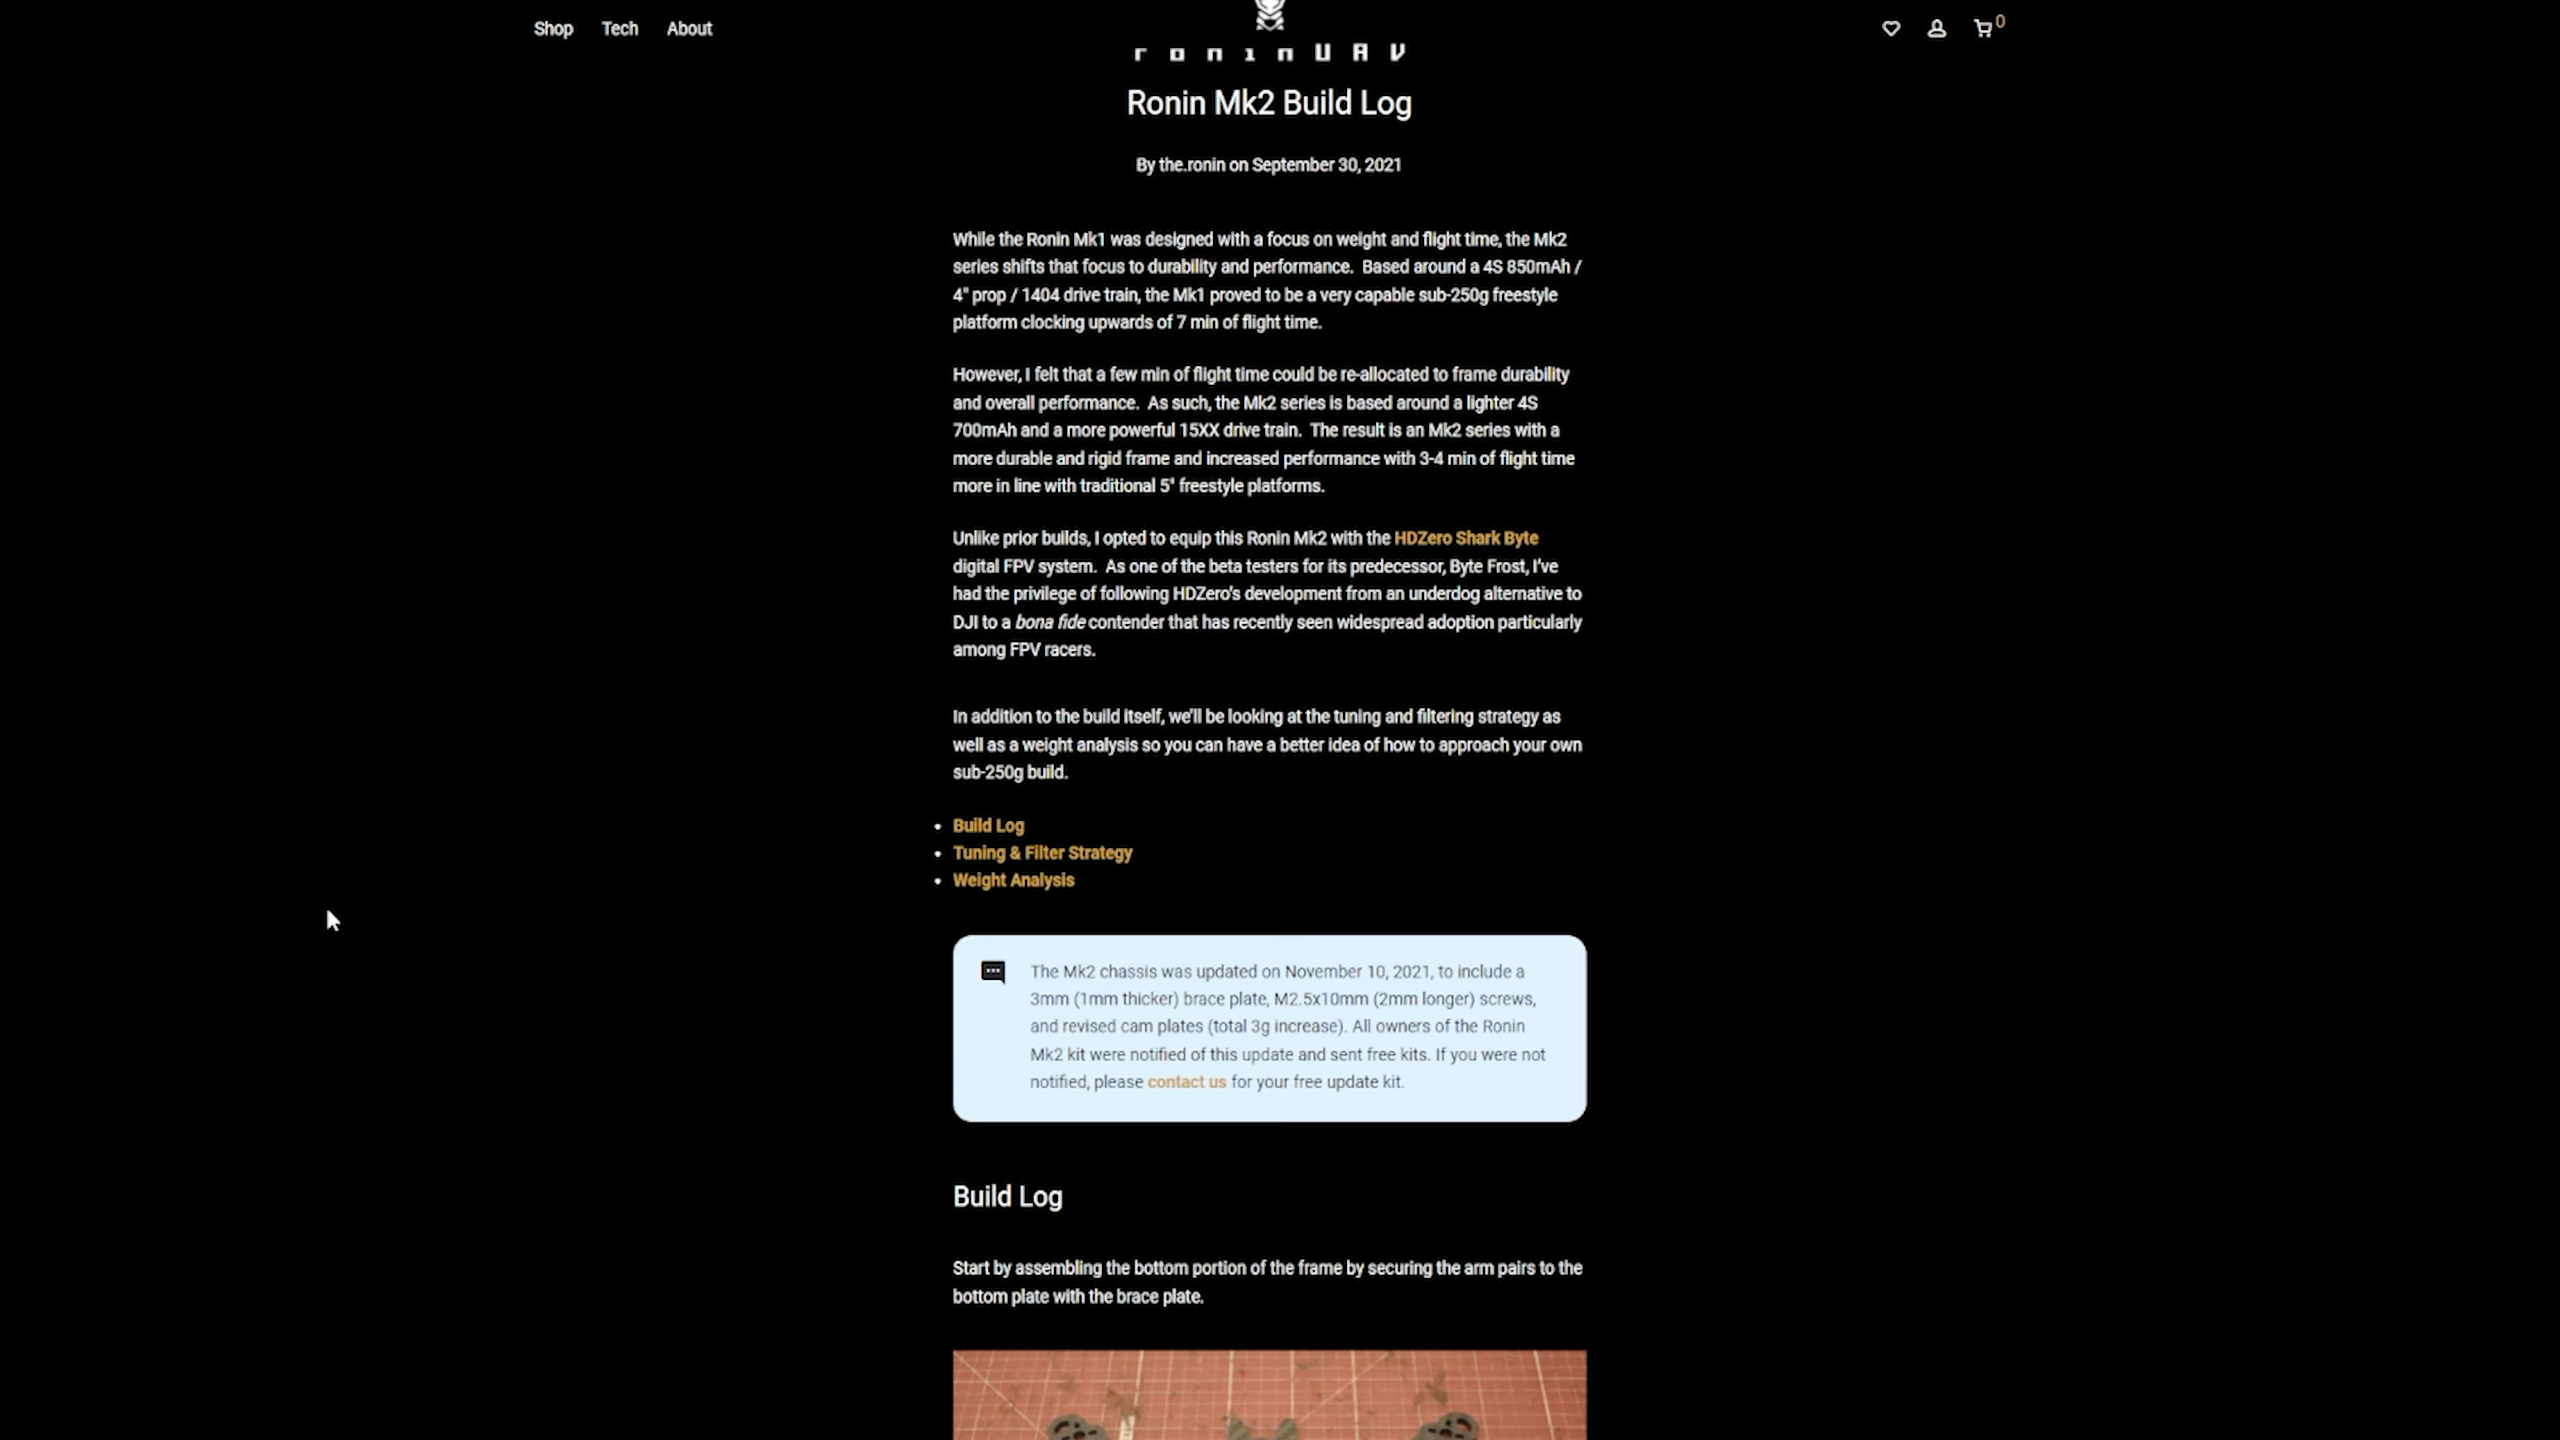 Shop Tech About
roninUAV
0
Ronin Mk2 Build Log
By the.ronin on September 30, 2021
While the Ronin Mk1 was designed with a focus on weight and flight time, the Mk2
series shifts that focus to durability and performance. Based around a 4S 850mAh /
4" prop / 1404 drive train, the Mk1 proved to be a very capable sub-250g freestyle
platform clocking upwards of 7 min of flight time.
However, I felt that a few min of flight time could be re-allocated to frame durability
and overall performance. As such, the Mk2 series is based around a lighter 4S
700mAh and a more powerful 15XX drive train. The result is an Mk2 series with a
more durable and rigid frame and increased performance with 3-4 min of flight time
more in line with traditional 5" freestyle platforms.
Unlike prior builds, I opted to equip this Ronin Mk2 with the HDZero Shark Byte
digital FPV system. As one of the beta testers for its predecessor, Byte Frost, I've
had the privilege of following HDZero's development from an underdog alternative to
DJI to a bona fide contender that has recently seen widespread adoption particularly
among FPV racers.
In addition to the build itself, we'll be looking at the tuning and filtering strategy as
well as a weight analysis so you can have a better idea of how to approach your own
sub-250g build.
• Build Log
• Tuning & Filter Strategy
• Weight Analysis
The Mk2 chassis was updated on November 10, 2021, to include a
3mm (1mm thicker) brace plate, M2.5x10mm (2mm longer) screws,
and revised cam plates (total 3g increase). All owners of the Ronin
Mk2 kit were notified of this update and sent free kits. If you were not
notified, please contact us for your free update kit.
Build Log
Start by assembling the bottom portion of the frame by securing the arm pairs to the
bottom plate with the brace plate.